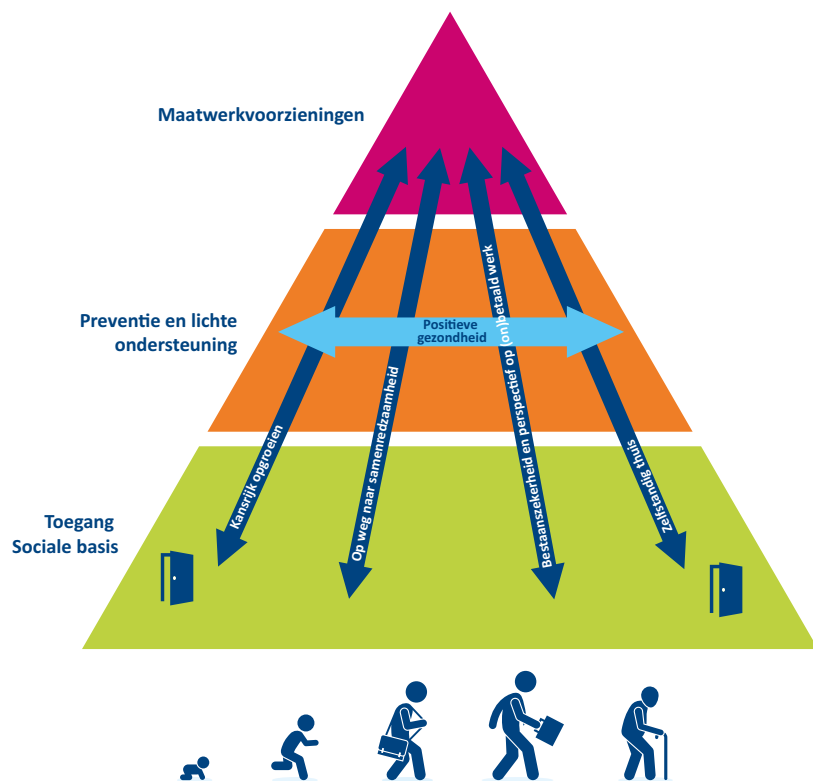 Maatwerkvoorzieningen
Preventie en lichte
ondersteuning
Positieve
gezondheid
Toegang
Sociale basis
Kansrijk opgroeien
Op weg naar samenredzaamheid
Bestaanszekerheid en perspectief op (on)betaald werk
Zelfstandig thuis